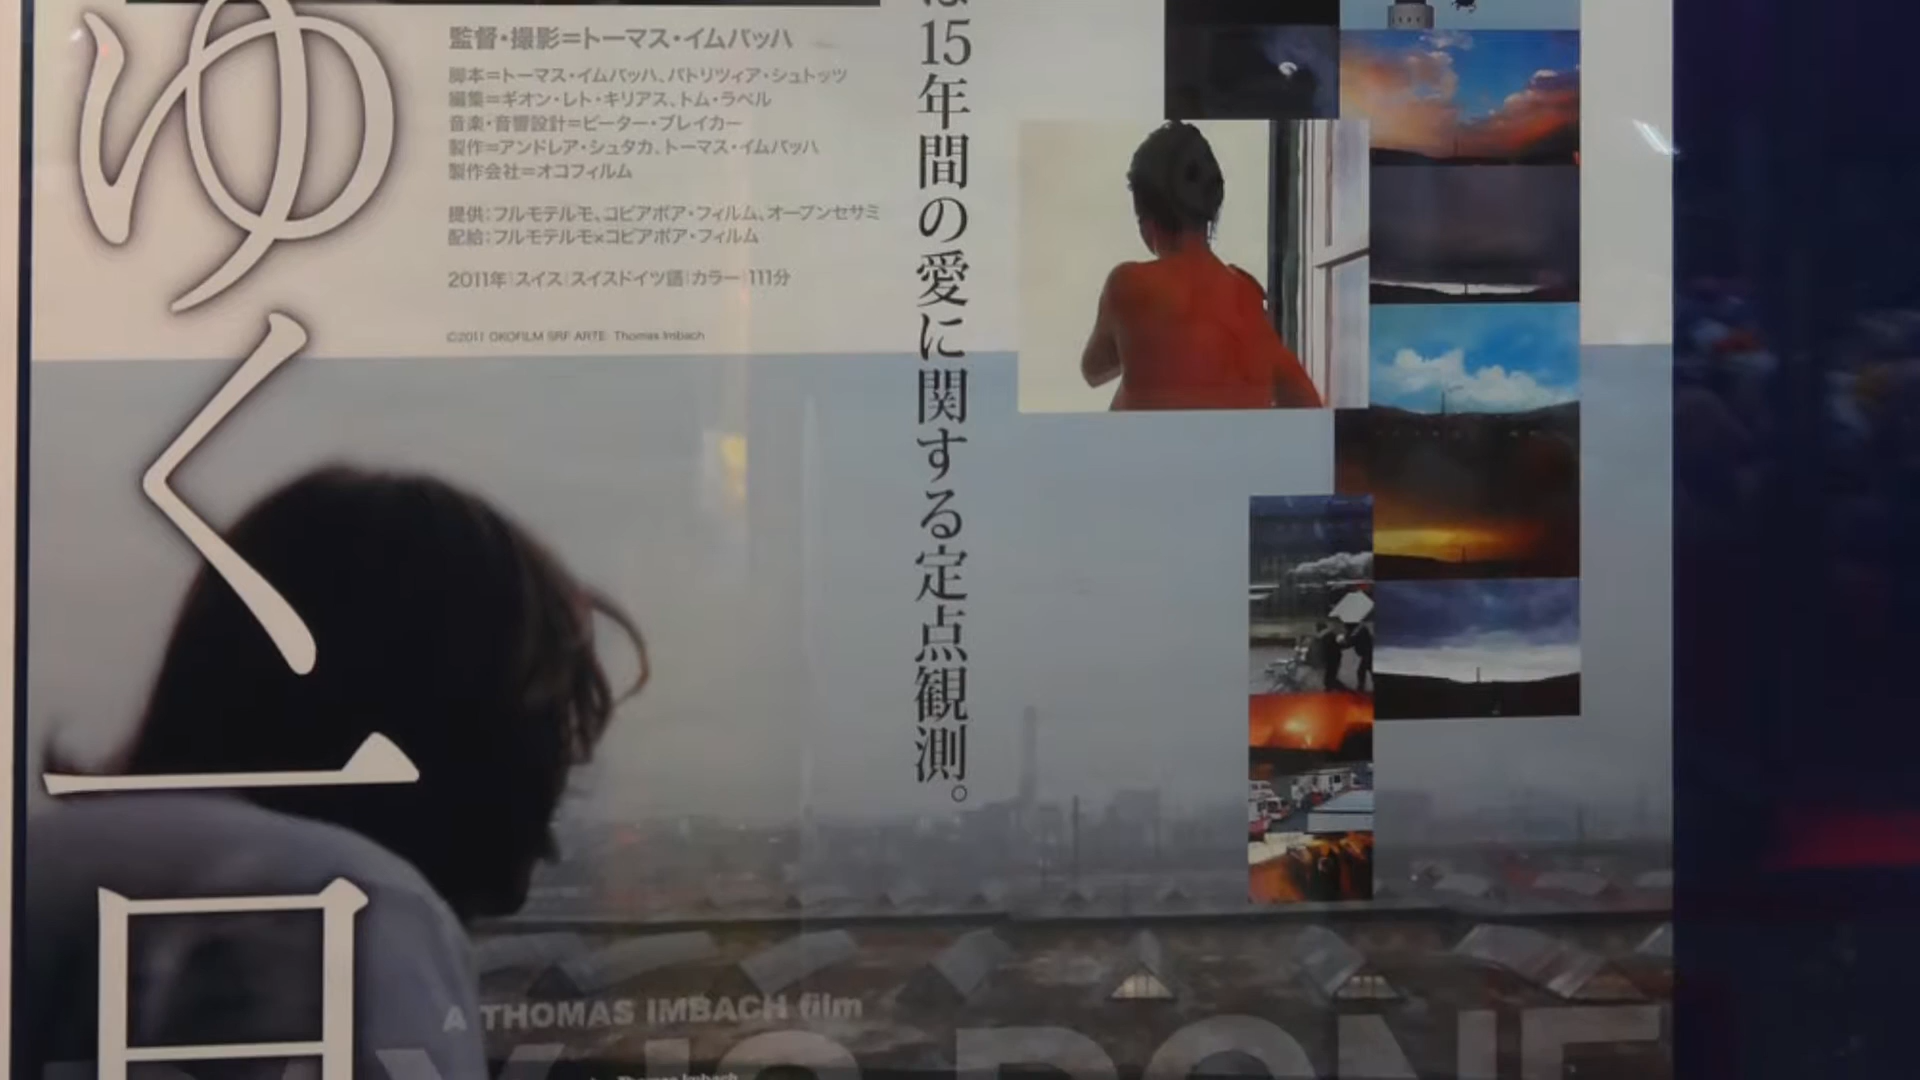 ゆく一日
監督・撮影=トーマス・イムバッハ
脚本=トーマス・イムバッハ、パトリツィア・シュトッツ
編集=ギオン・レト・キリアス、トム・ラベル
音楽・音響設計=ピーター・ブレイカー
製作=アンドレア・シュタカ、トーマス・イムバッハ
製作会社=オコフィルム
提供:フルモテルモ、コピアポア・フィルム、オープンセサミ
配給:フルモテルモ×コピアポア・フィルム
2011年|スイス|スイスドイツ語|カラー|111分
©2011 OKOFILM SRF ARTE Thomas Imbach
は15年間の愛に関する定点観測。
A THOMAS IMBACH film
AY IS DONE
Thomas Imbach